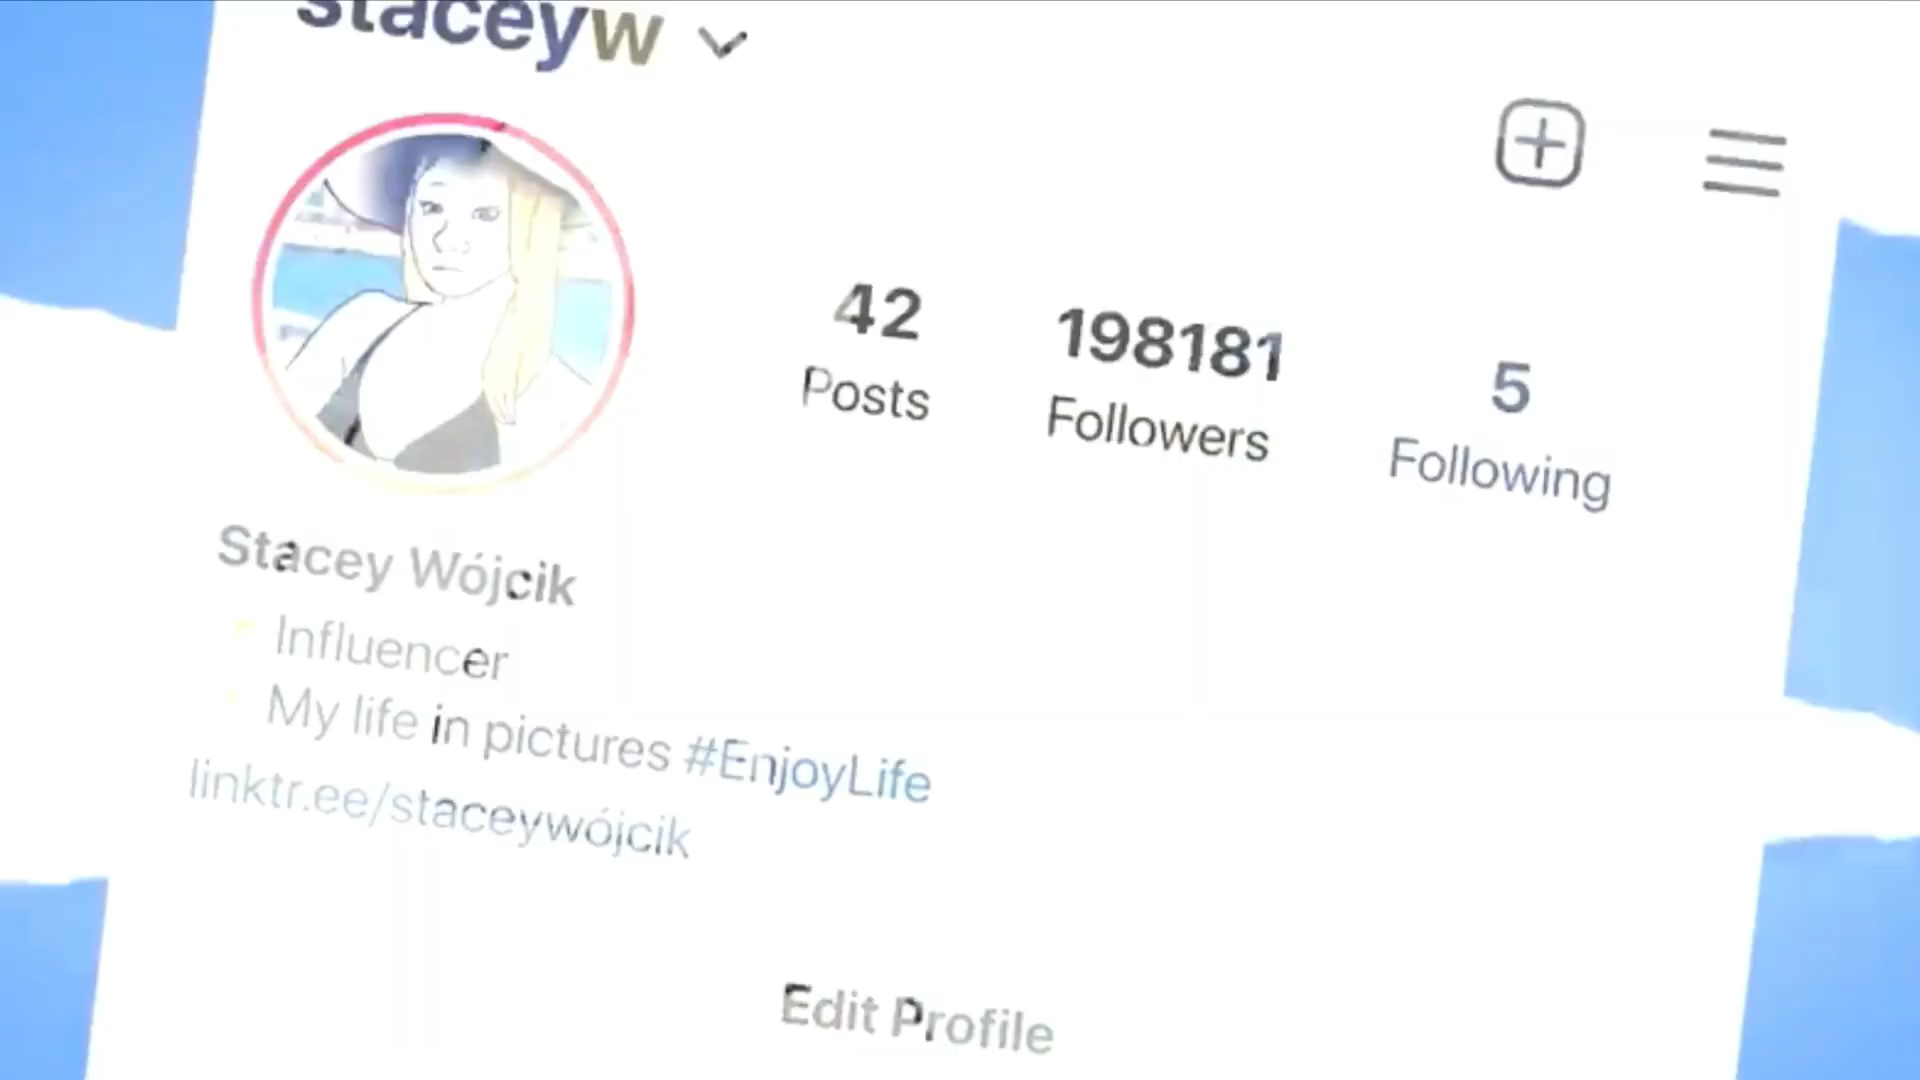 staceyw
42
Posts
198181
Followers
5
Following
Stacey Wójcik
Influencer
My life in pictures #EnjoyLife
linktr.ee/staceywójcik
Edit Profile